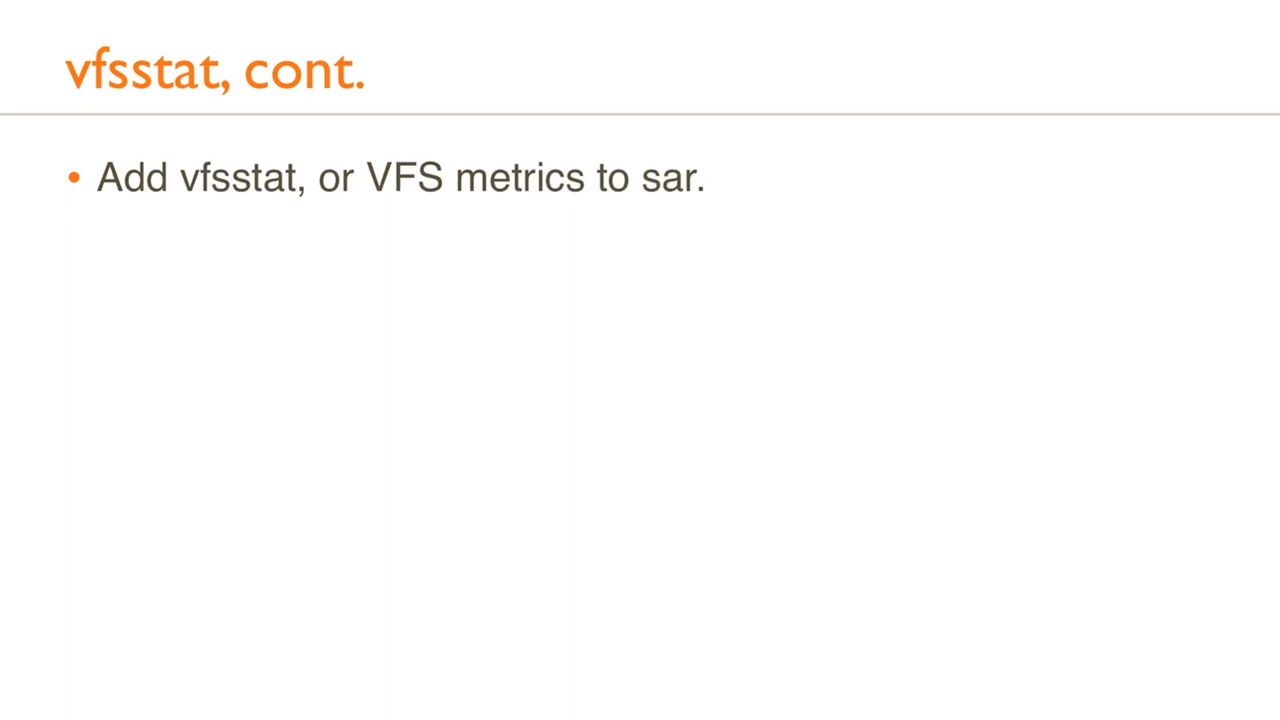 vfsstat, cont.
• Add vfsstat, or VFS metrics to sar.